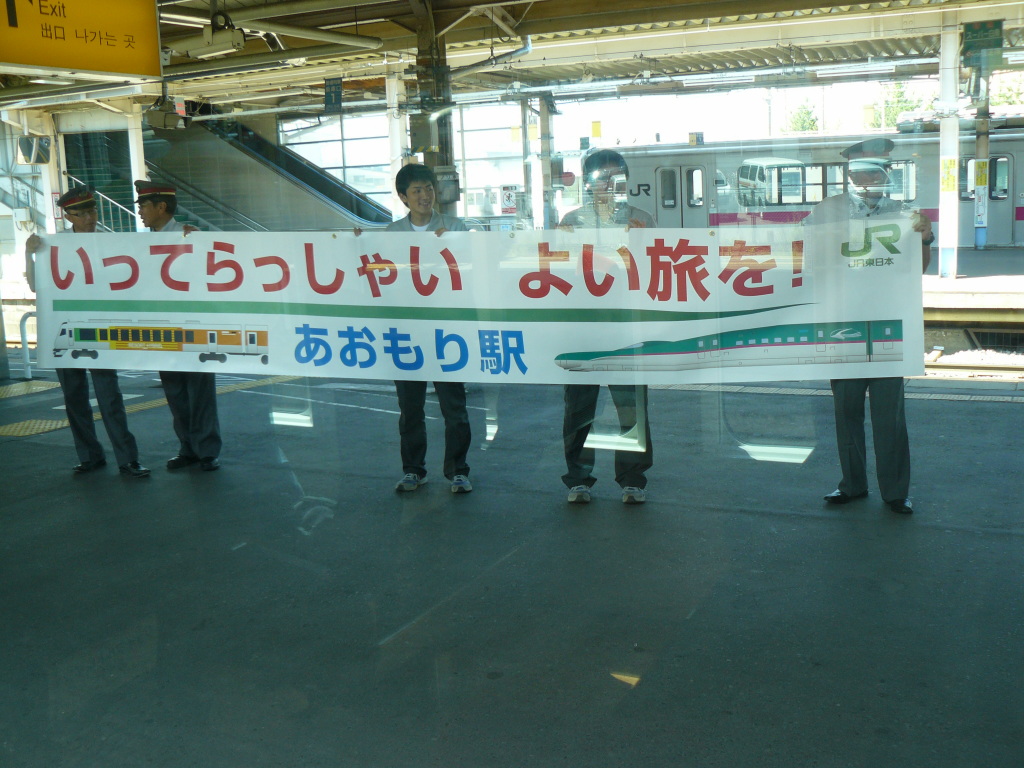 Exit
出口 나가는 곳
JR
いってらっしゃい よい旅を!
JR
JR東日本
あおもり駅